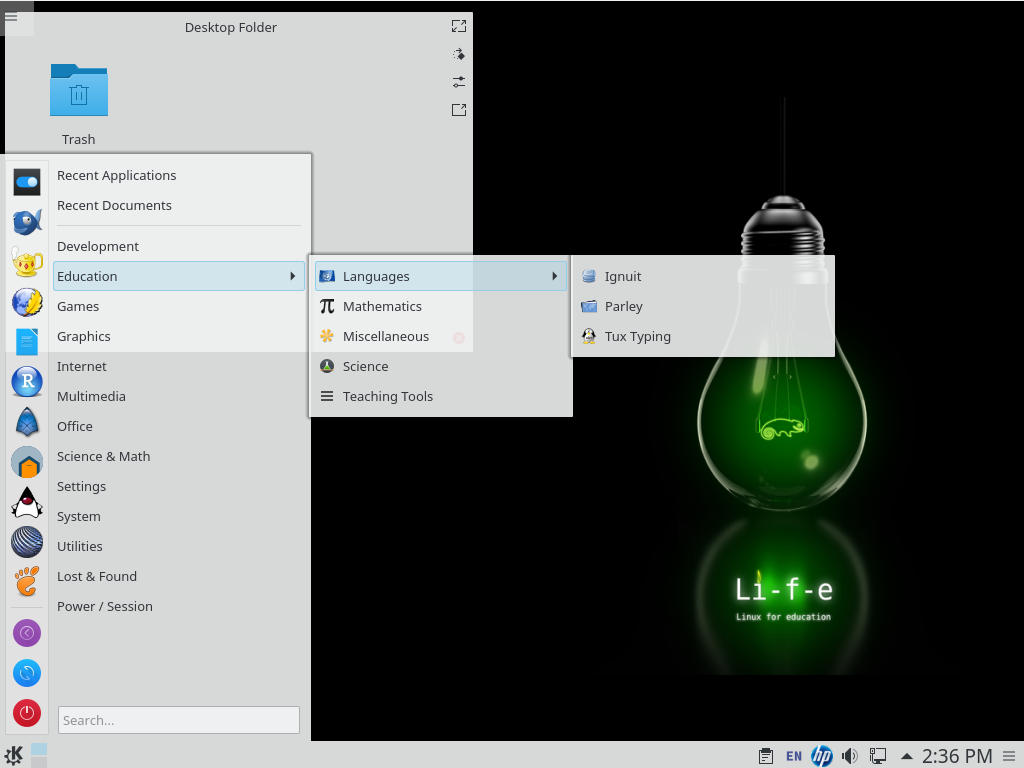 Desktop Folder
Trash
Recent Applications
Recent Documents
Development
Education
Games
Graphics
Internet
Multimedia
Office
Science & Math
Settings
System
Utilities
Lost & Found
Power / Session
Search...
Languages
Mathematics
Miscellaneous
Science
Teaching Tools
Ignuit
Parley
Tux Typing
Li-f-e
Linux for education
R
K
EN
hp
2:36 PM